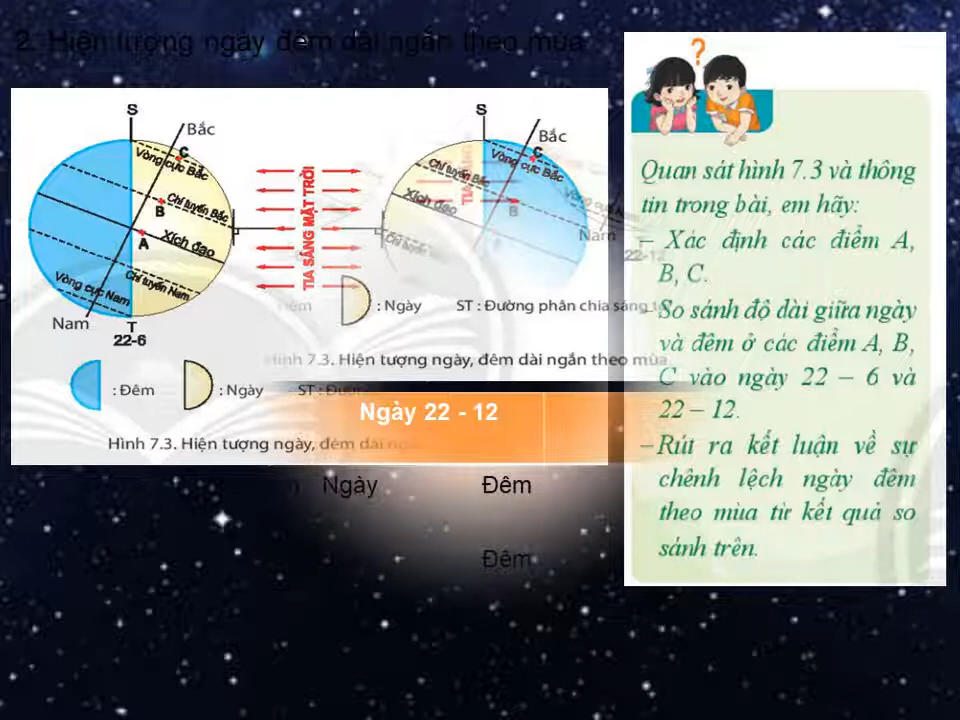 2. Hiện tượng ngày đêm dài ngắn theo mùa
S
Bắc
Vòng cực Bắc
C
Chí tuyến Bắc
B
A
Xích đạo
Chí tuyến Nam
Vòng cực Nam
Nam
T
22-6
TIA SÁNG MẶT TRỜI
S
Bắc
C
Vòng cực Bắc
Chí tuyến Bắc
B
Xích đạo
Nam
22-12
: Ngày
ST : Đường phân chia sáng
Hình 7.3. Hiện tượng ngày, đêm dài ngắn theo mùa
: Đêm
: Ngày
ST : Đường
Hình 7.3. Hiện tượng ngày, đêm dài
Ngày 22 - 12
Ngày
Đêm
Đêm
?
Quan sát hình 7.3 và thông
tin trong bài, em hãy:
– Xác định các điểm A,
B, C.
So sánh độ dài giữa ngày
và đêm ở các điểm A, B,
C vào ngày 22 – 6 và
22 – 12.
– Rút ra kết luận về sự
chênh lệch ngày đêm
theo mùa từ kết quả so
sánh trên.